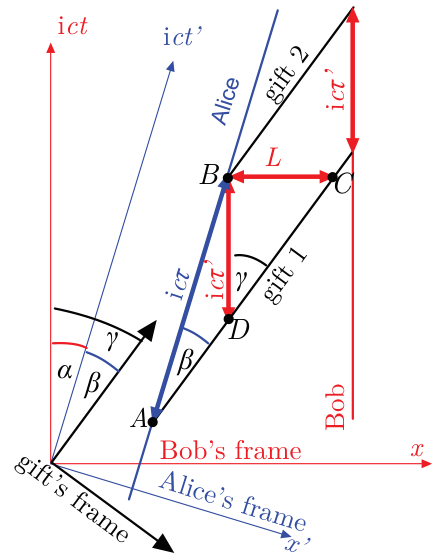 ict
ict'
Alice
gift 2
icτ'
B
L
C
icτ
icτ'
γ
gift 1
D
γ
α
β
β
A
Bob
Bob's frame
x
gift's frame
Alice's frame
x'